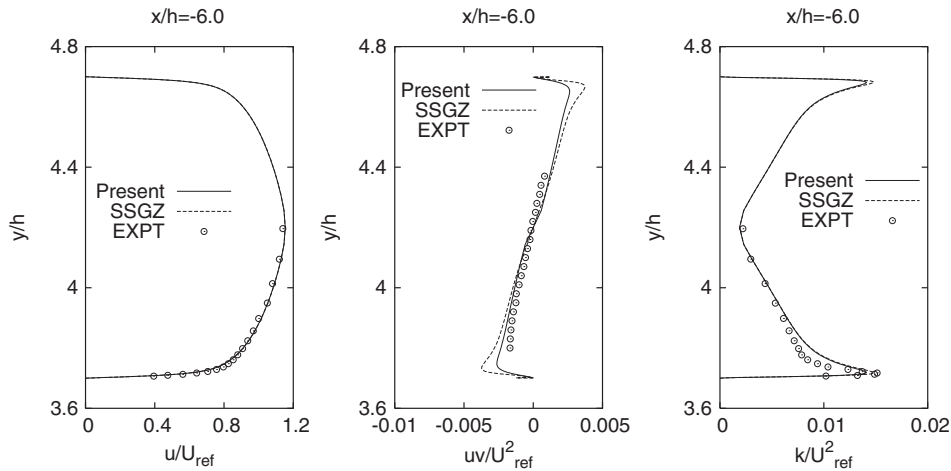 x/h=-6.0
4.8
4.4
4
3.6
y/h
Present
SSGZ
EXPT
0 0.4 0.8 1.2
u/U_ref
x/h=-6.0
4.8
4.4
4
3.6
y/h
Present
SSGZ
EXPT
-0.01 -0.005 0 0.005
uv/U²_ref
x/h=-6.0
4.8
4.4
4
3.6
y/h
Present
SSGZ
EXPT
0 0.01 0.02
k/U²_ref